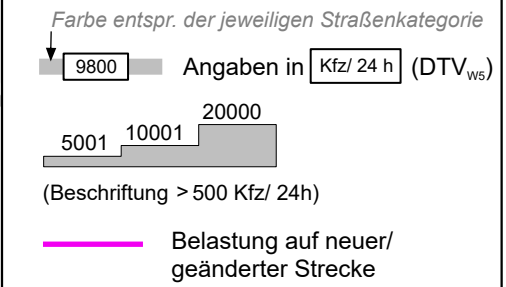 Farbe entspr. der jeweiligen Straßenkategorie
9800 Angaben in Kfz/ 24 h (DTVW5)
20000
10001
5001
(Beschriftung > 500 Kfz/ 24h)
Belastung auf neuer/
geänderter Strecke